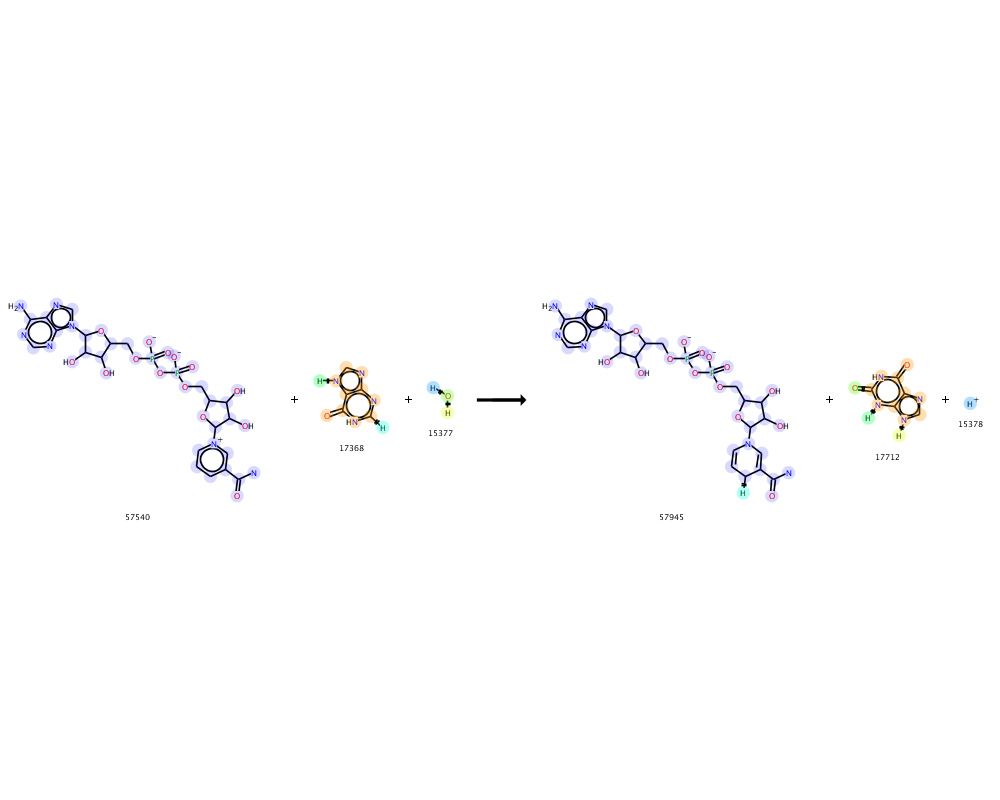 57540
+
17368
+
15377
57945
+
17712
+
15378
H₂N N N N N O HO OH O O⁻ P O O O⁻ P O O O OH OH N⁺ N O
H N N N HN O H
H O H
H₂N N N N N O HO OH O O⁻ P O O O⁻ P O O O OH OH N N O H
O HN O N H N N H
H⁺